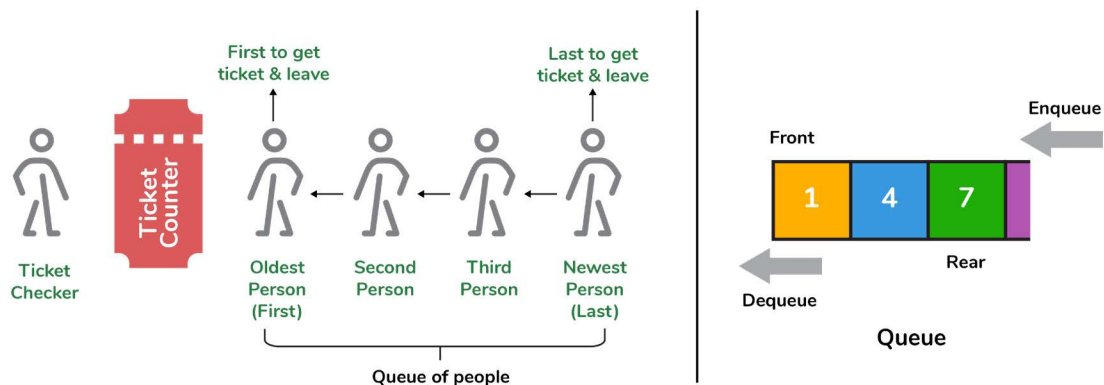 First to get
ticket & leave
Last to get
ticket & leave
Ticket
Counter
Ticket
Checker
Oldest
Person
(First)
Second
Person
Third
Person
Newest
Person
(Last)
Queue of people
Enqueue
Front
1
4
7
Rear
Dequeue
Queue